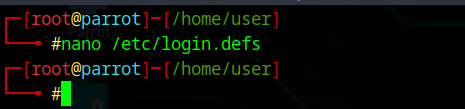 ┌─[root@parrot]─[/home/user]
└──╼ #nano /etc/login.defs
┌─[root@parrot]─[/home/user]
└──╼ #